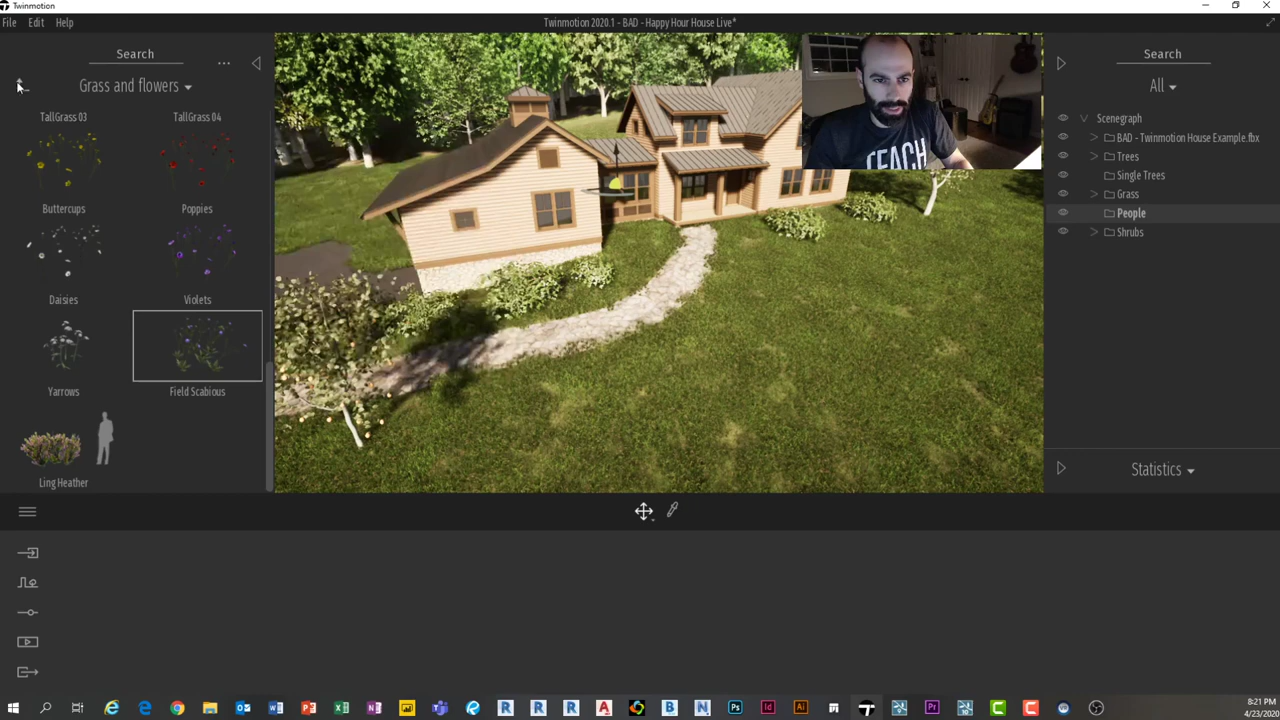 Twinmotion
File Edit Help
Twinmotion 2020.1 - BAD - Happy Hour House Live*
Search
...
Grass and flowers
TallGrass 03
TallGrass 04
Buttercups
Poppies
Daisies
Violets
Yarrows
Field Scabious
Ling Heather
TEACH
Search
All
Scenegraph
BAD - Twinmotion House Example.fbx
Trees
Single Trees
Grass
People
Shrubs
Statistics
8:21 PM
4/23/2020